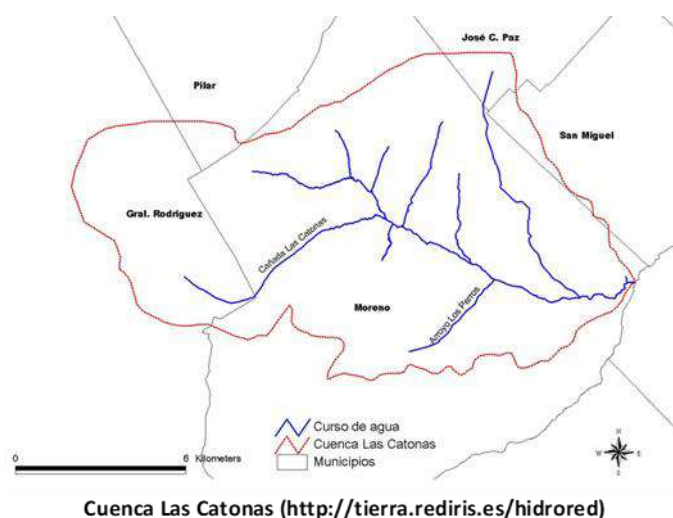 José C. Paz
Pilar
San Miguel
Gral. Rodriguez
Cañada Las Catonas
Moreno
Arroyo Los Perros
Curso de agua
Cuenca Las Catonas
Municipios
0 6 Kilometers
N
W E
S
Cuenca Las Catonas (http://tierra.rediris.es/hidrored)